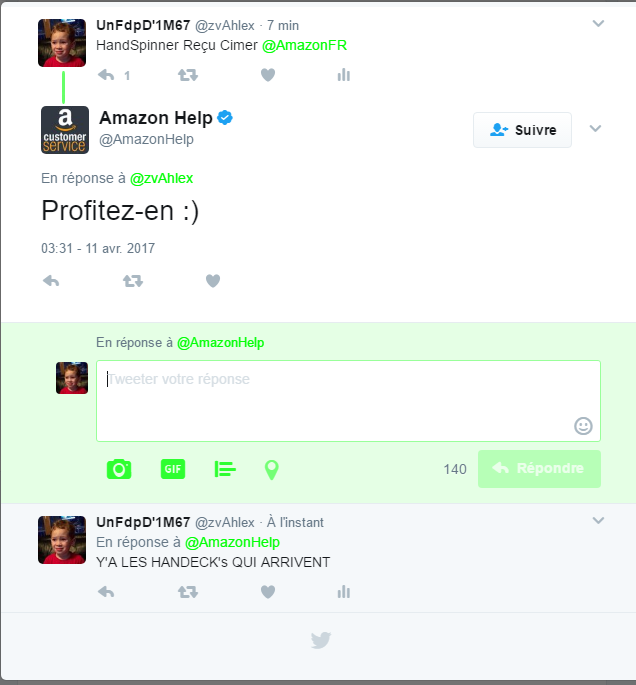 UnFdpD'1M67 @zvAhlex · 7 min
HandSpinner Reçu Cimer @AmazonFR
1
a
customer
service
Amazon Help
@AmazonHelp
Suivre
En réponse à @zvAhlex
Profitez-en :)
03:31 - 11 avr. 2017
En réponse à @AmazonHelp
Tweeter votre réponse
GIF
140
Répondre
UnFdpD'1M67 @zvAhlex · À l'instant
En réponse à @AmazonHelp
Y'A LES HANDECK's QUI ARRIVENT